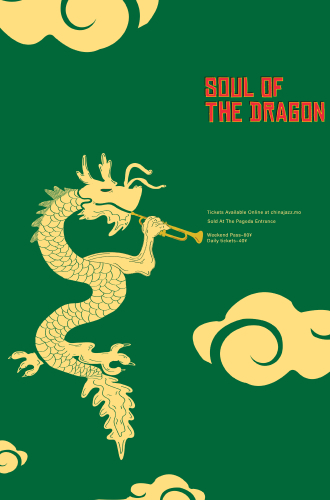 SOUL OF
THE DRAGON
Tickets Available Online at chinajazz.mo
Sold At The Pagoda Entrance
Weekend Pass-80¥
Daily tickets-40¥